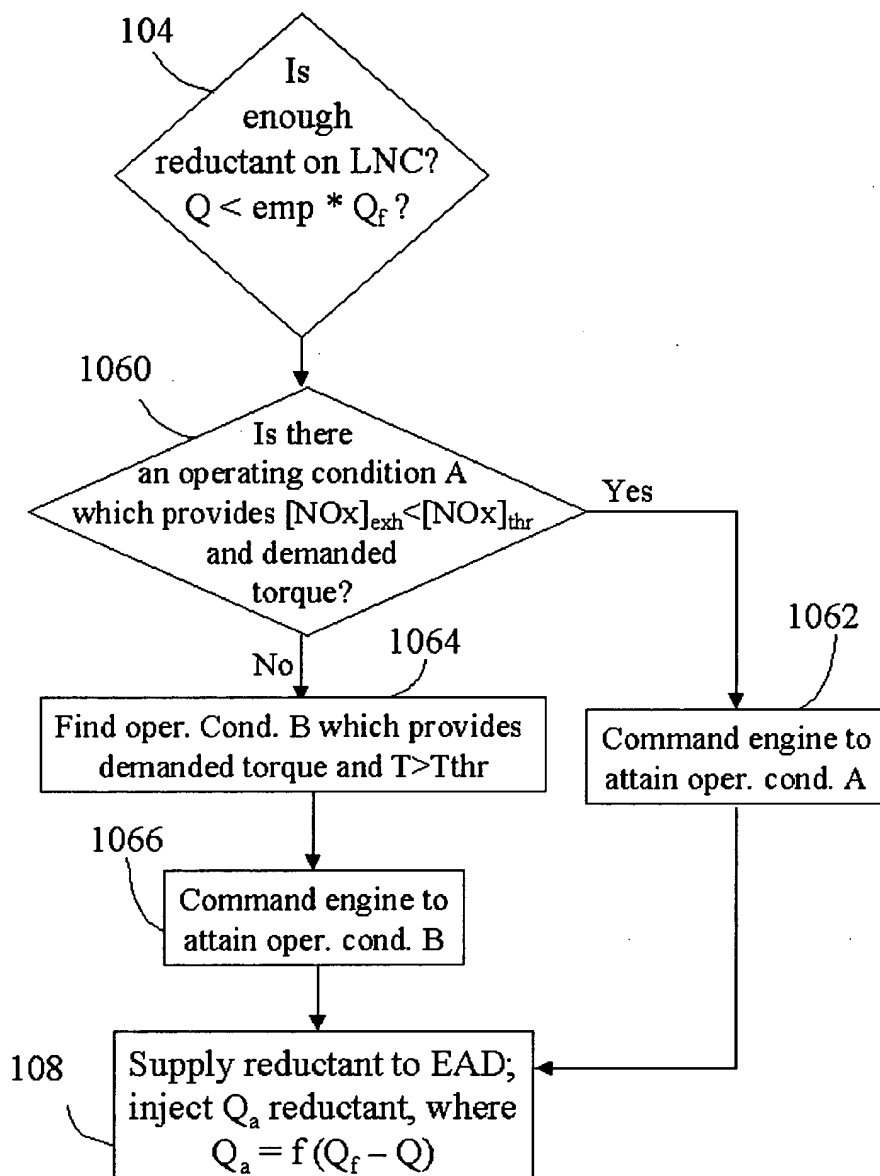 104
Is
enough
reductant on LNC?
Q < emp * Qf ?
1060
Is there
an operating condition A
which provides [NOx]exh<[NOx]thr
and demanded
torque?
Yes
No
1064
1062
Find oper. Cond. B which provides
demanded torque and T>Tthr
Command engine to
attain oper. cond. A
1066
Command engine to
attain oper. cond. B
108
Supply reductant to EAD;
inject Qa reductant, where
Qa = f (Qf – Q)